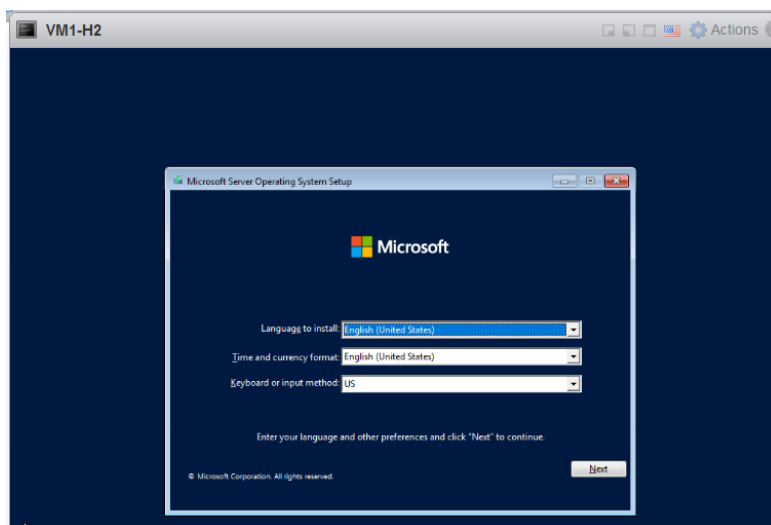 VM1-H2 Actions
Microsoft Server Operating System Setup
Microsoft
Language to install: English (United States)
Time and currency format: English (United States)
Keyboard or input method: US
Enter your language and other preferences and click "Next" to continue.
© Microsoft Corporation. All rights reserved. Next